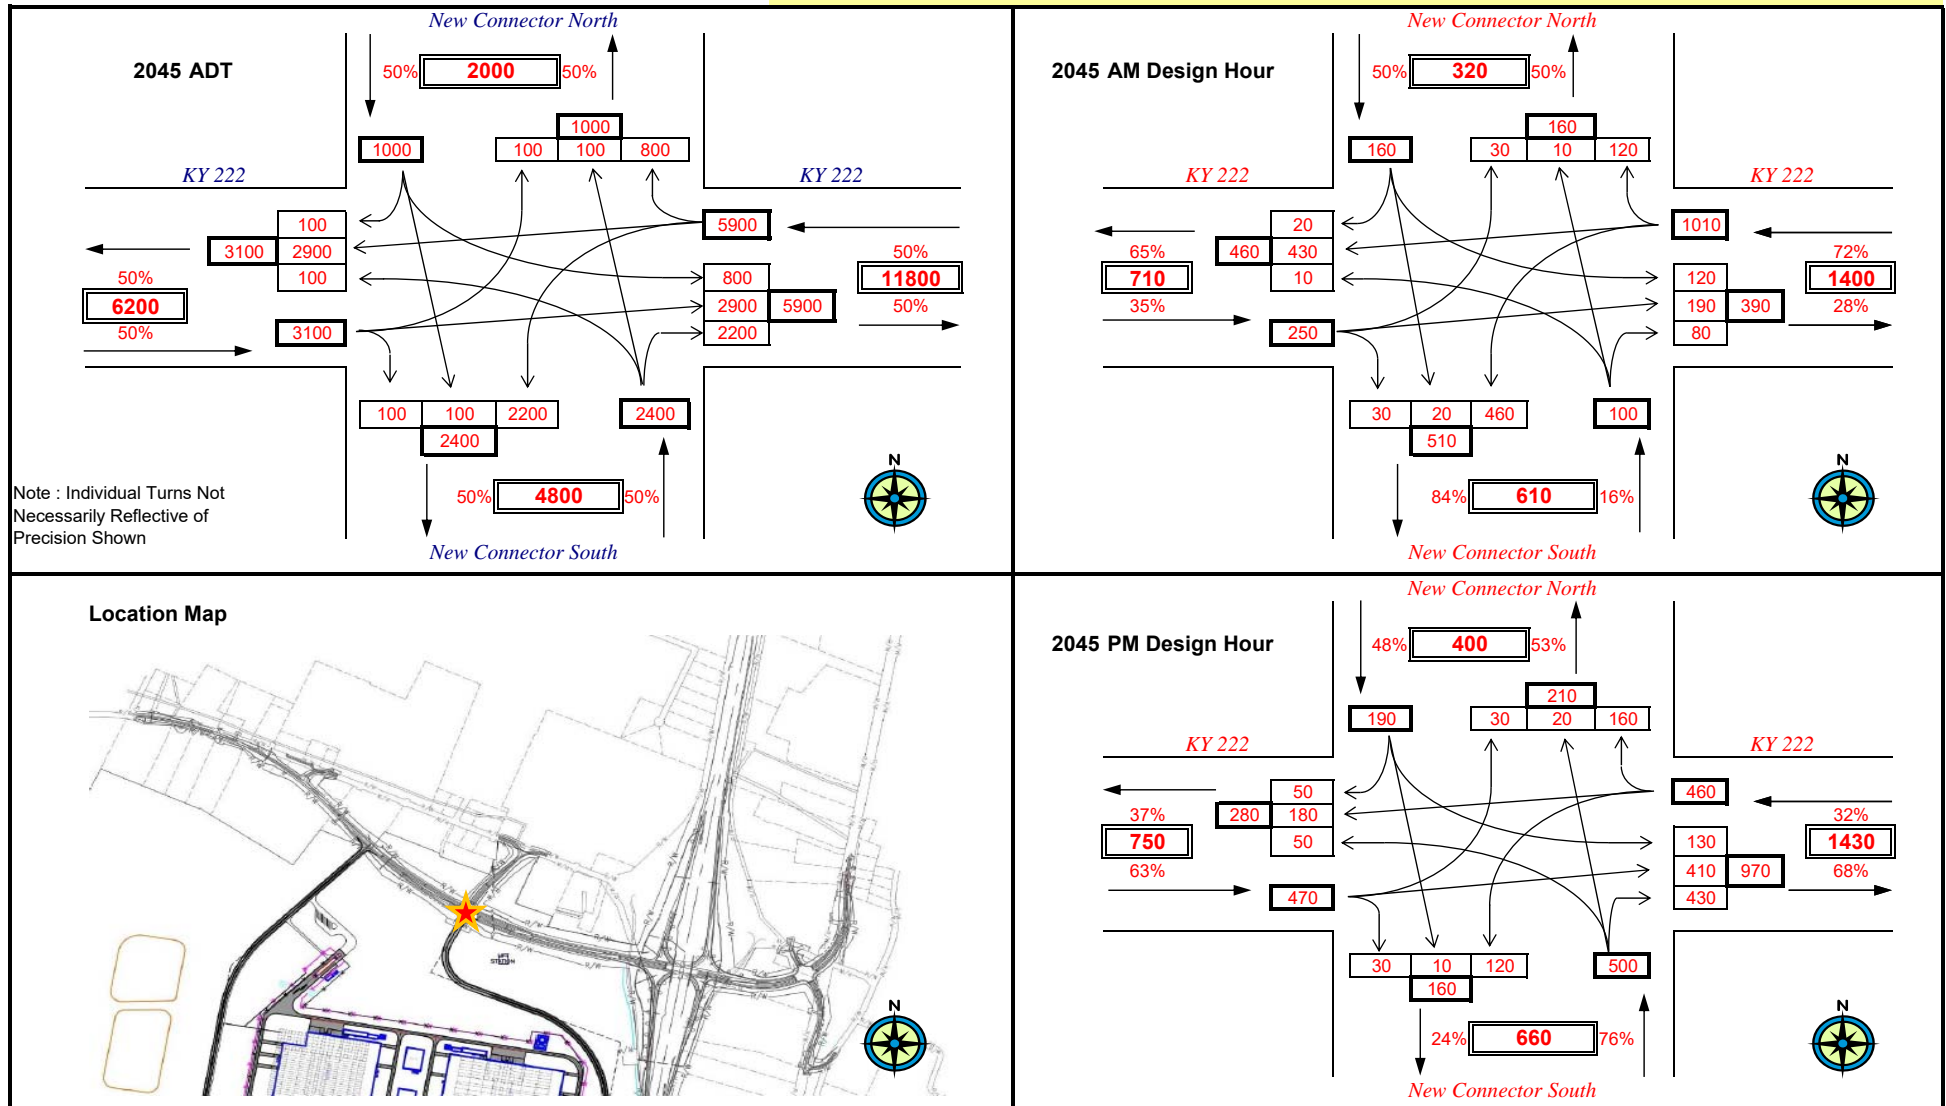 New Connector North
2045 ADT
50% 2000 50%
1000
1000
100 100 800
KY 222
KY 222
100
5900
3100 2900
50%
100
50%
800
11800
6200
2900 5900
50%
50%
3100
2200
100 100 2200
2400
2400
50% 4800 50%
N
Note : Individual Turns Not
Necessarily Reflective of
Precision Shown
New Connector South
New Connector North
2045 AM Design Hour
50% 320 50%
160
160
30 10 120
KY 222
KY 222
20
1010
65%
460 430
72%
710
10
120
1400
35%
190 390
28%
250
80
30 20 460
100
510
84% 610 16%
N
New Connector South
Location Map
LIFT
STATION
N
New Connector North
2045 PM Design Hour
48% 400 53%
210
190
30 20 160
KY 222
KY 222
50
460
37%
280 180
32%
750
50
130
1430
63%
410 970
68%
470
430
30 10 120
500
160
24% 660 76%
N
New Connector South